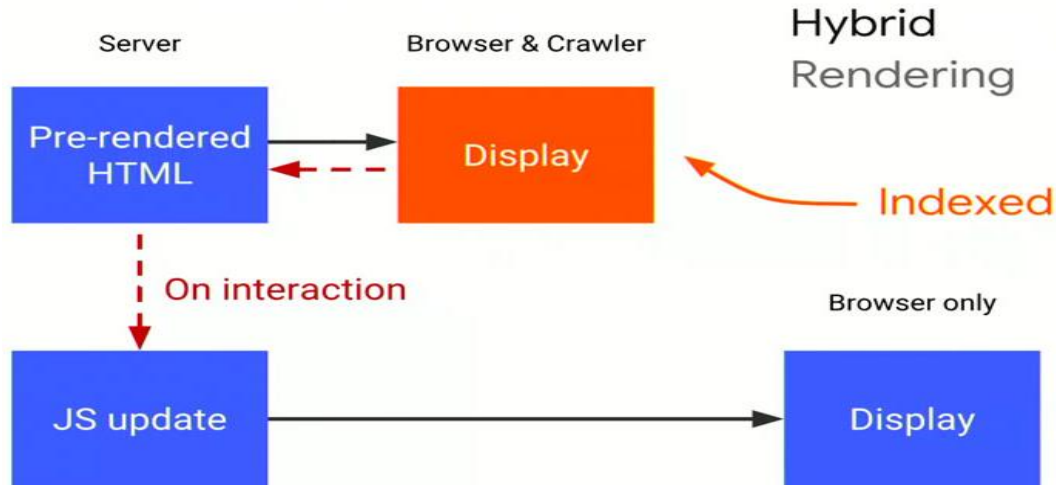 Server
Browser & Crawler
Hybrid
Rendering
Pre-rendered
HTML
Display
Indexed
On interaction
Browser only
JS update
Display